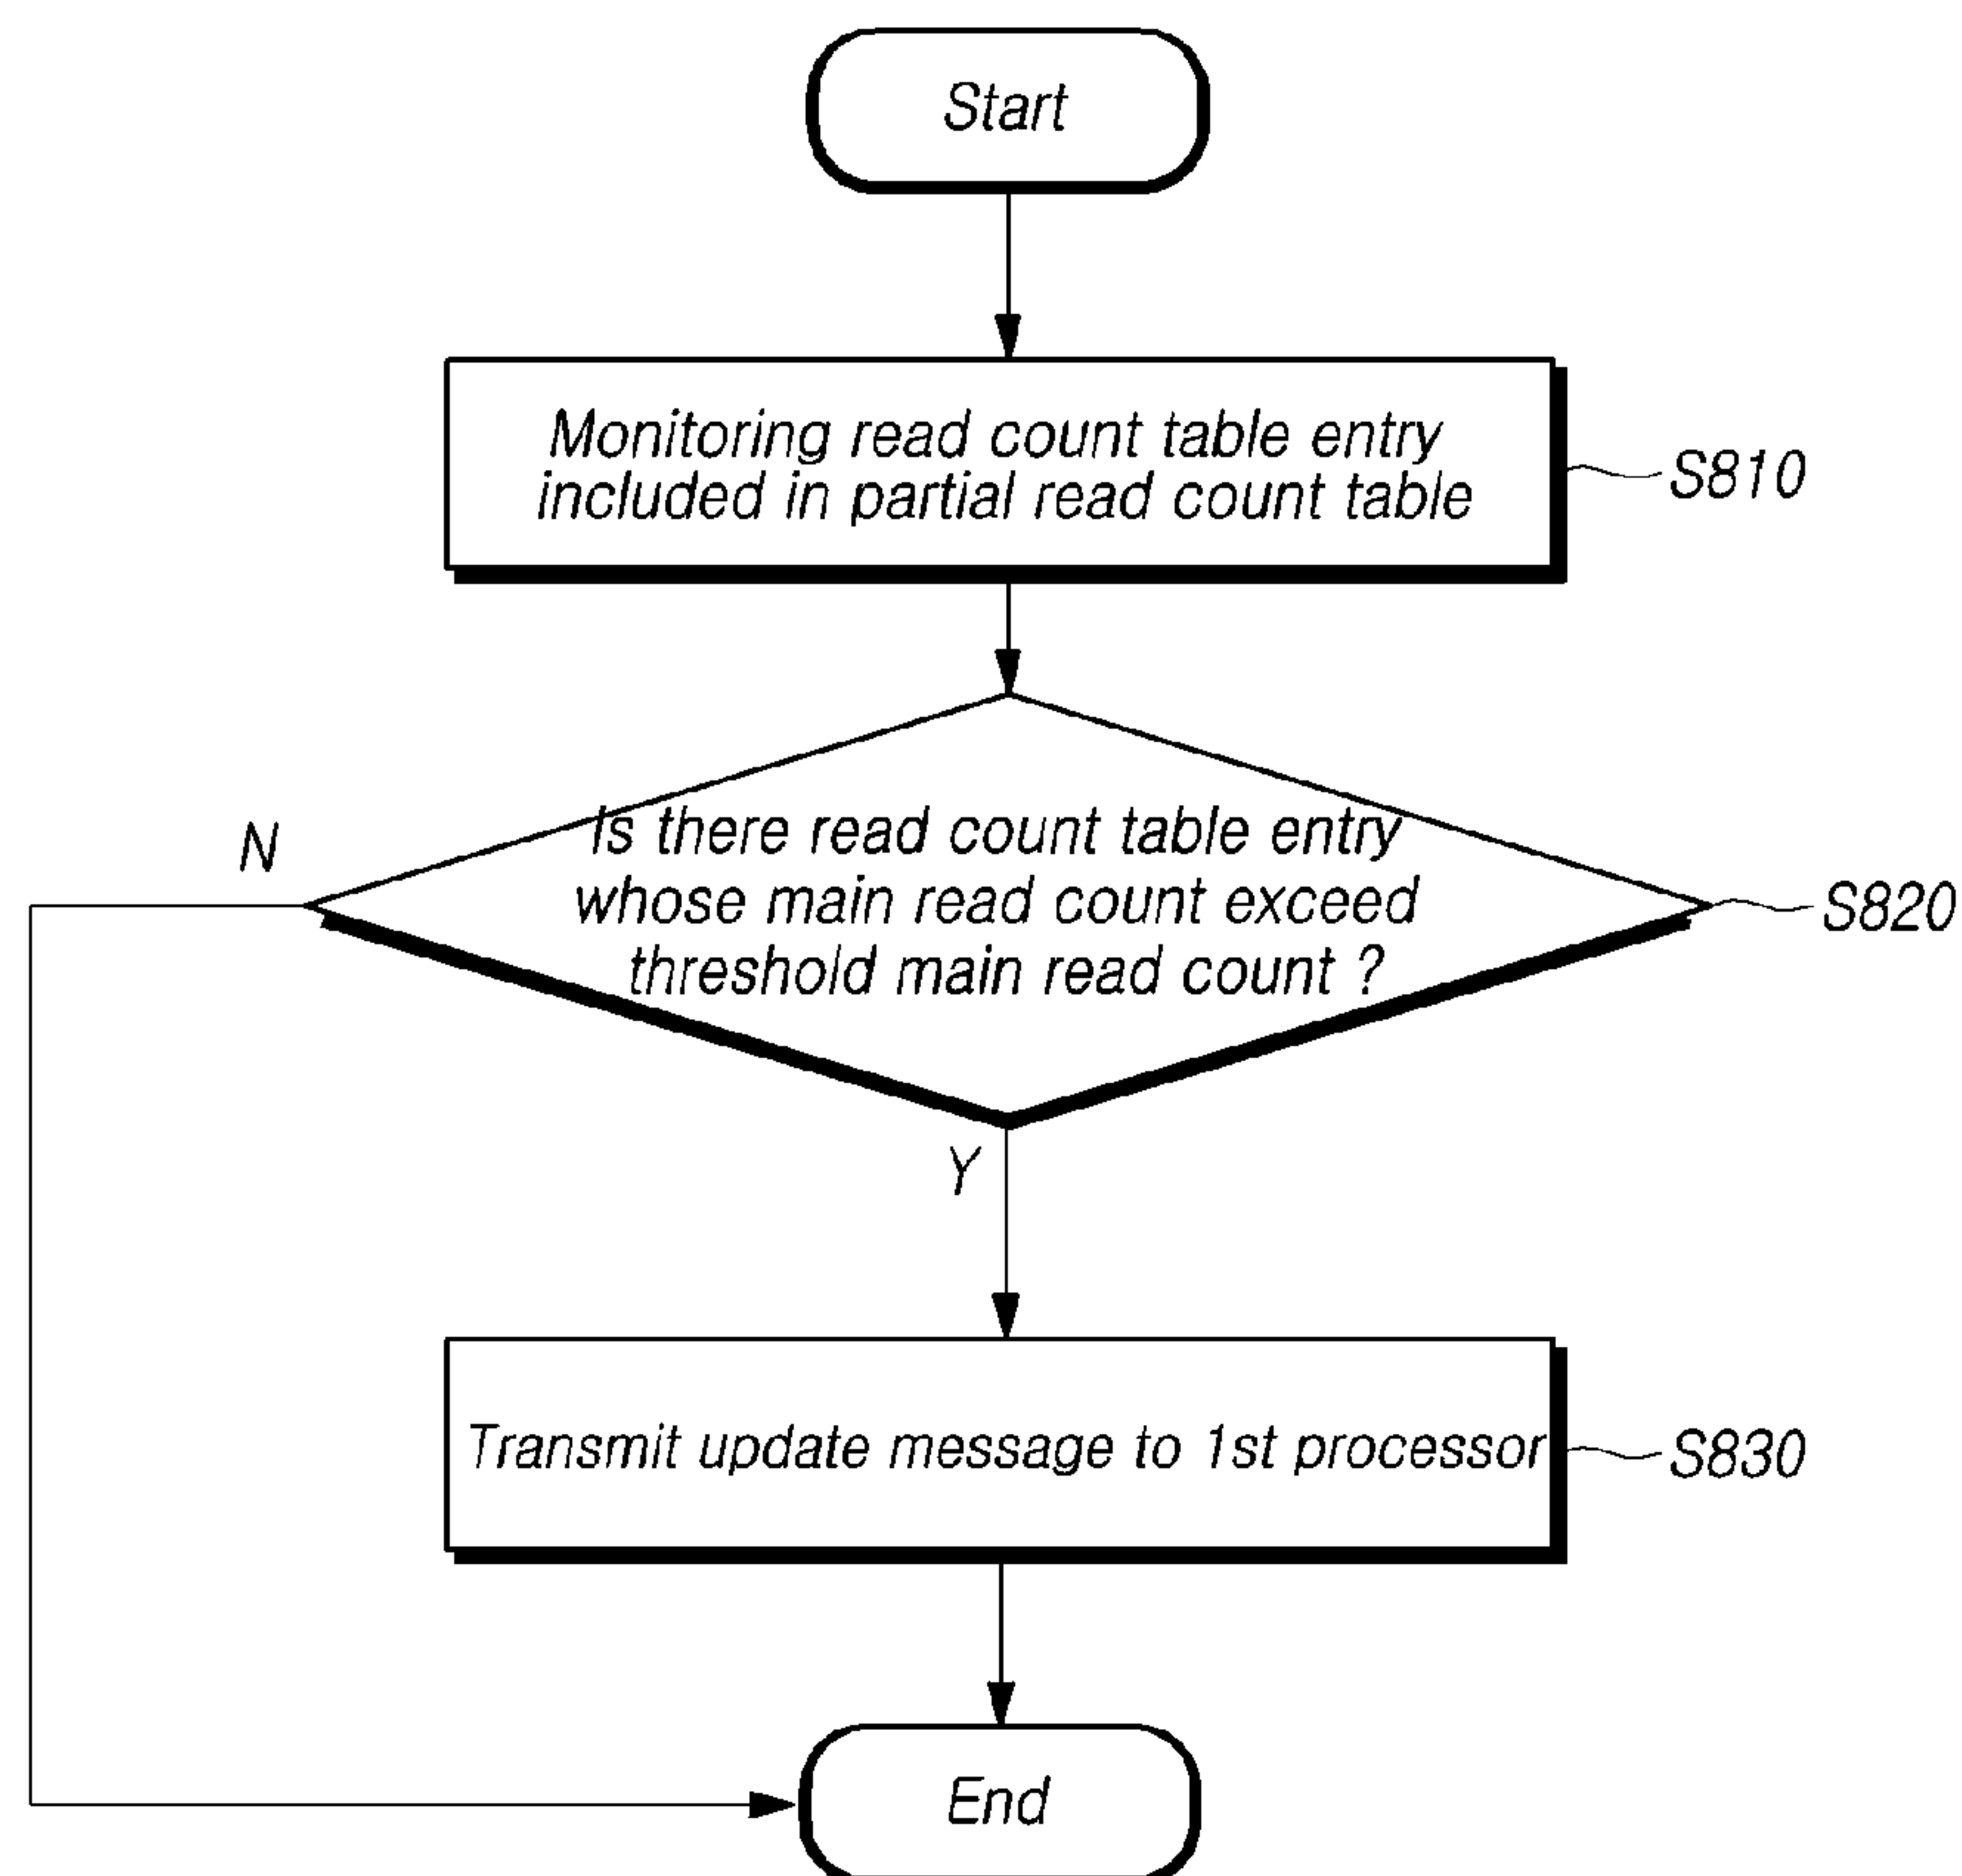 Start
Monitoring read count table entry
included in partial read count table
S810
Is there read count table entry
whose main read count exceed
threshold main read count ?
S820
N
Y
Transmit update message to 1st processor
S830
End